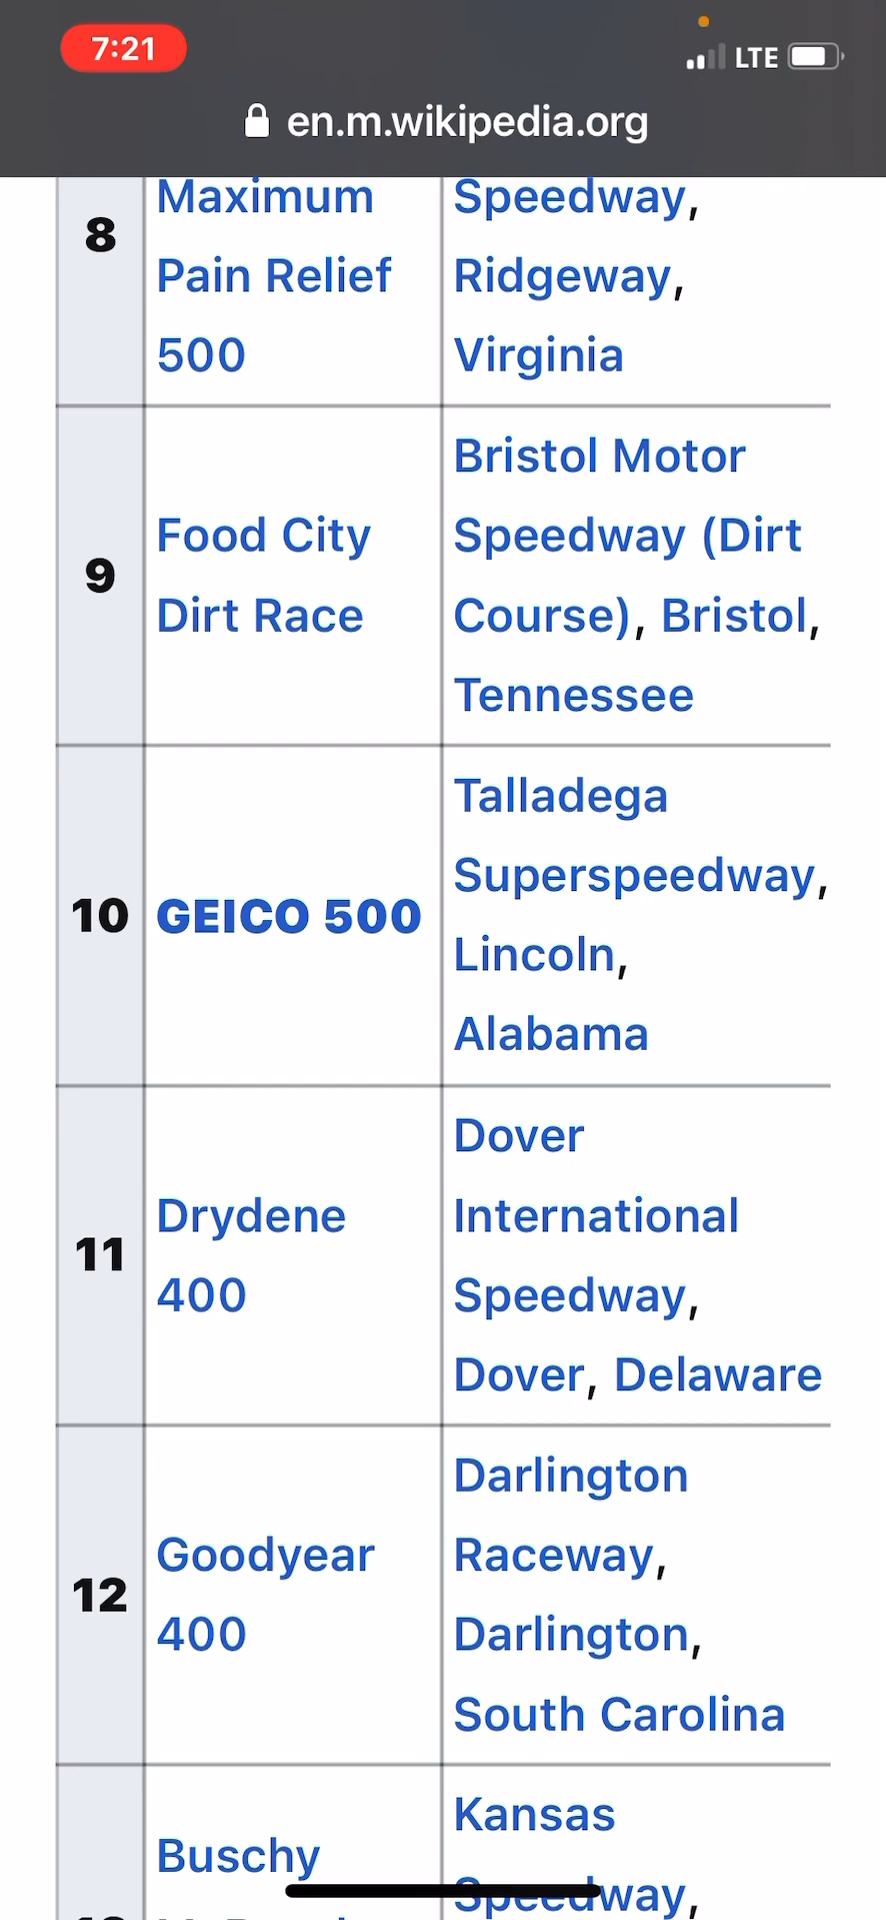 7:21
LTE
en.m.wikipedia.org
8
Maximum
Pain Relief
500
Speedway,
Ridgeway,
Virginia
9
Food City
Dirt Race
Bristol Motor
Speedway (Dirt
Course), Bristol,
Tennessee
10
GEICO 500
Talladega
Superspeedway,
Lincoln,
Alabama
11
Drydene
400
Dover
International
Speedway,
Dover, Delaware
12
Goodyear
400
Darlington
Raceway,
Darlington,
South Carolina
Buschy
Kansas
Speedway,